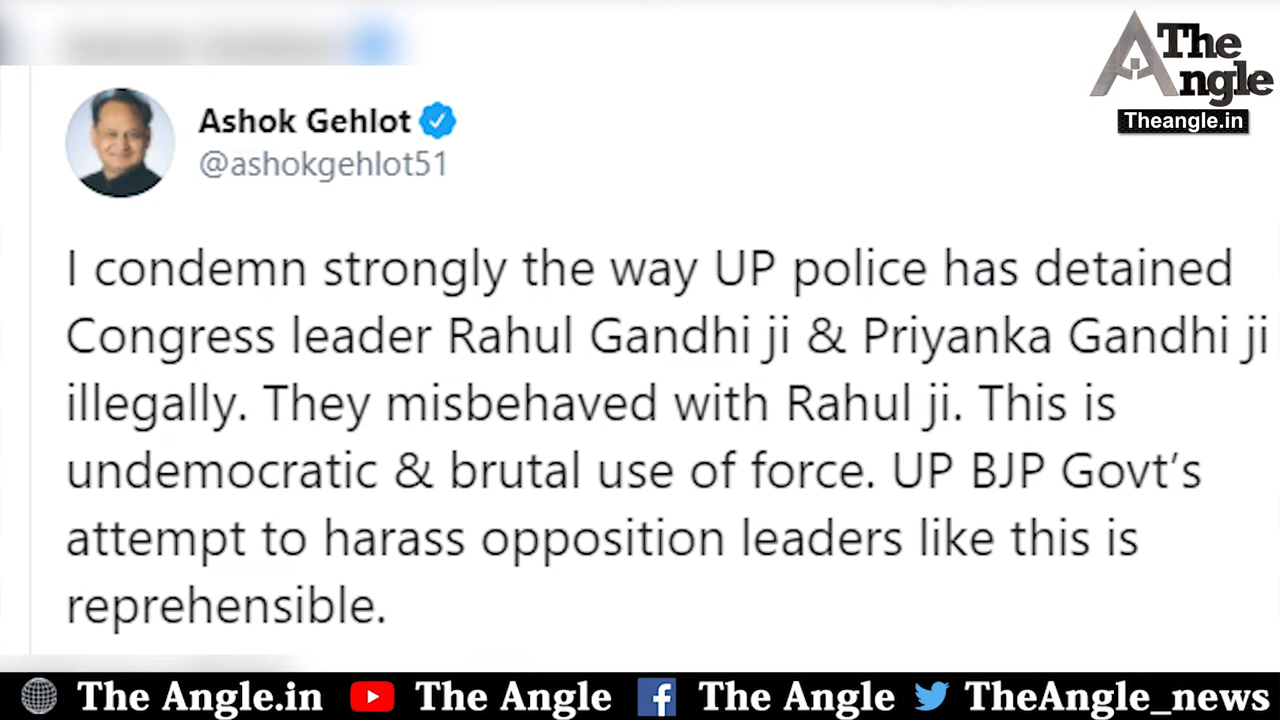 The
Angle
Theangle.in
Ashok Gehlot
@ashokgehlot51
I condemn strongly the way UP police has detained
Congress leader Rahul Gandhi ji & Priyanka Gandhi ji
illegally. They misbehaved with Rahul ji. This is
undemocratic & brutal use of force. UP BJP Govt’s
attempt to harass opposition leaders like this is
reprehensible.
The Angle.in The Angle The Angle TheAngle_news